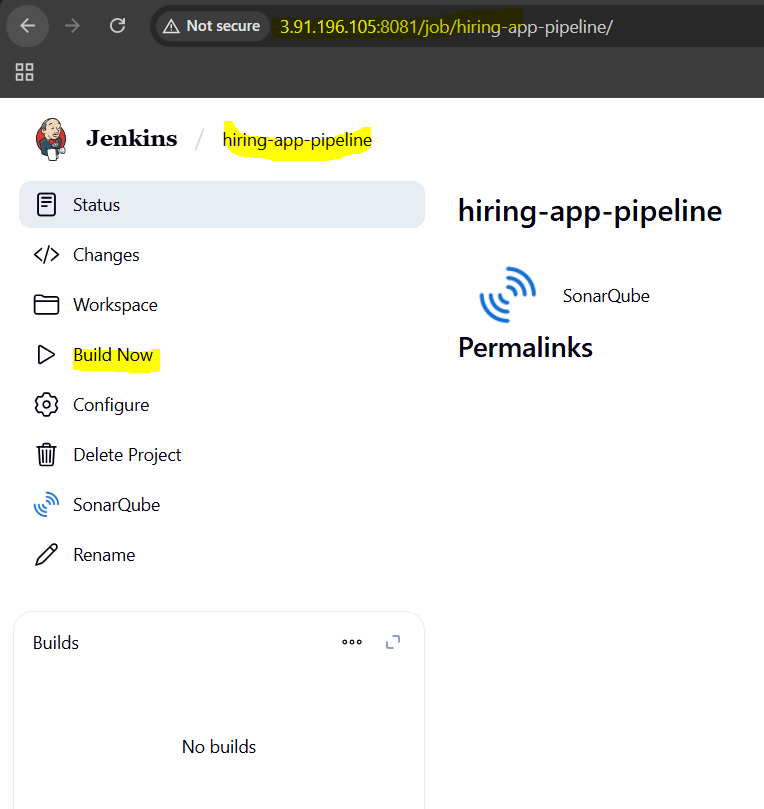 Not secure 3.91.196.105:8081/job/hiring-app-pipeline/
Jenkins / hiring-app-pipeline
Status
Changes
Workspace
Build Now
Configure
Delete Project
SonarQube
Rename
Builds
No builds
hiring-app-pipeline
SonarQube
Permalinks